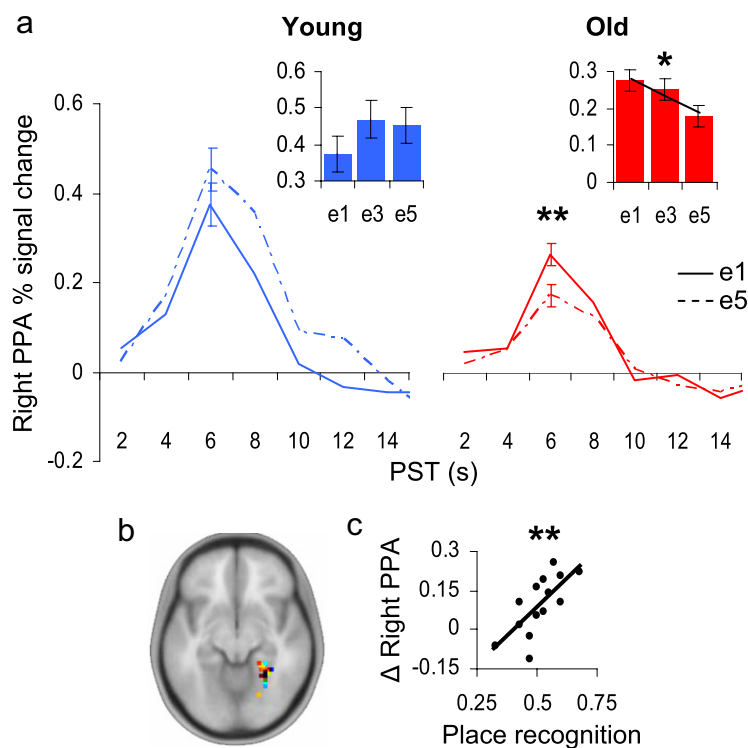 a
Young
Old
Right PPA % signal change
0.6
0.4
0.2
0
-0.2
2 4 6 8 10 12 14
0.6
0.5
0.4
0.3
e1 e3 e5
0.3
0.2
0.1
0
*
e1 e3 e5
**
e1
e5
2 4 6 8 10 12 14
PST (s)
b
c
**
Δ Right PPA
0.3
0.15
0
-0.15
0.25 0.5 0.75
Place recognition